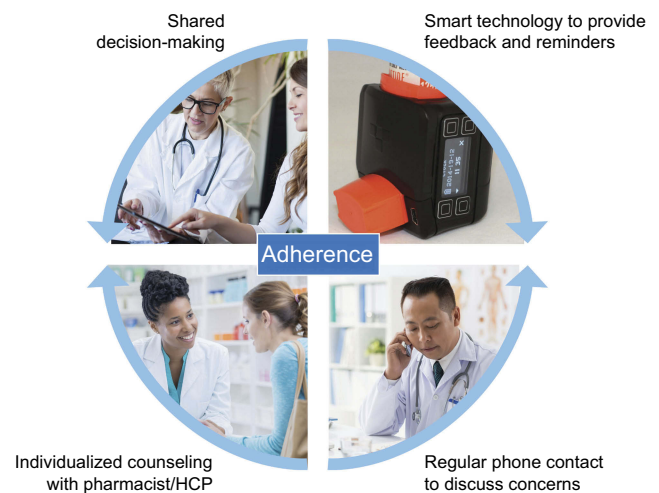 Shared
decision-making
Smart technology to provide
feedback and reminders
Adherence
Individualized counseling
with pharmacist/HCP
Regular phone contact
to discuss concerns